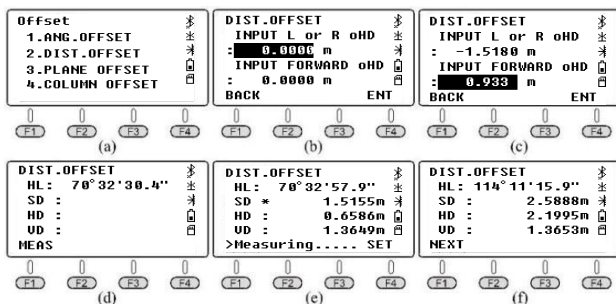 Offset
1.ANG.OFFSET
2.DIST.OFFSET
3.PLANE OFFSET
4.COLUMN OFFSET
F1 F2 F3 F4
(a)
DIST.OFFSET
INPUT L or R oHD
: 0.0000 m
INPUT FORWARD oHD
: 0.0000 m
BACK ENT
F1 F2 F3 F4
(b)
DIST.OFFSET
INPUT L or R oHD
: -1.5180 m
INPUT FORWARD oHD
: 0.933 m
BACK ENT
F1 F2 F3 F4
(c)
DIST.OFFSET
HL: 70°32'30.4"
SD :
HD :
VD :
MEAS
F1 F2 F3 F4
(d)
DIST.OFFSET
HL: 70°32'57.9"
SD * 1.5155m
HD : 0.6586m
VD : 1.3649m
>Measuring..... SET
F1 F2 F3 F4
(e)
DIST.OFFSET
HL: 114°11'15.9"
SD : 2.5888m
HD : 2.1995m
VD : 1.3653m
NEXT
F1 F2 F3 F4
(f)